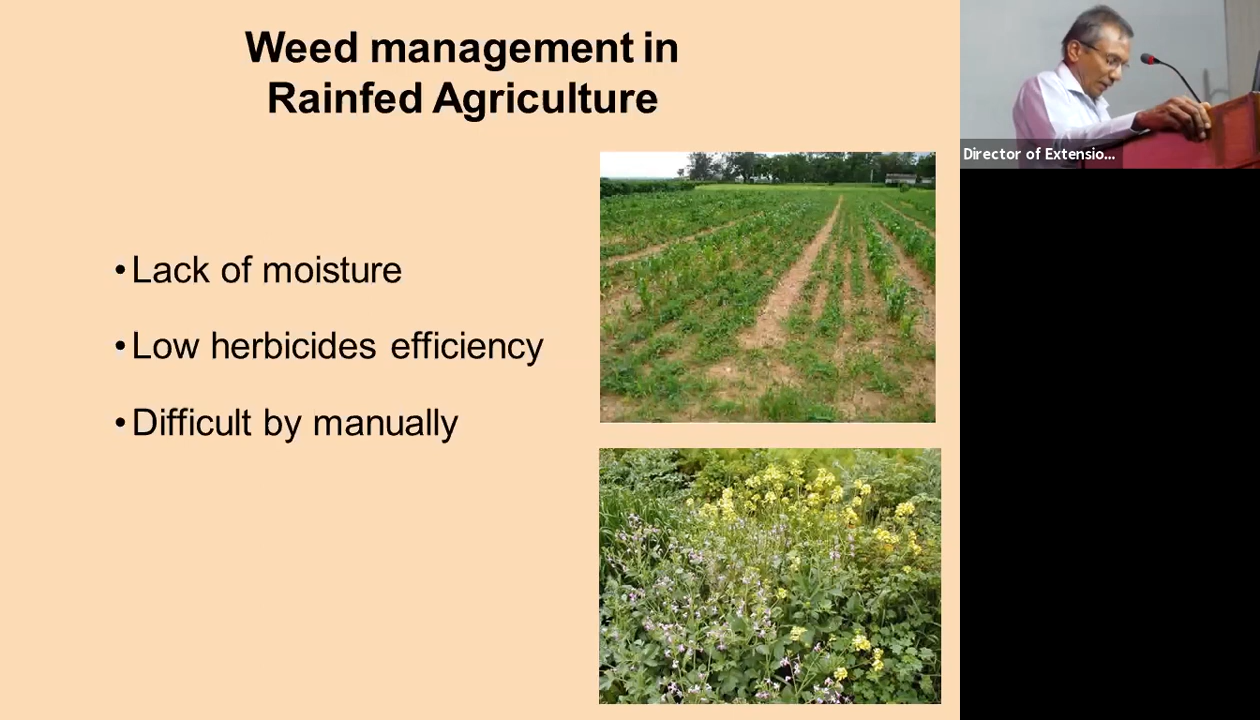 Weed management in
Rainfed Agriculture
•Lack of moisture
•Low herbicides efficiency
•Difficult by manually
Director of Extensio...